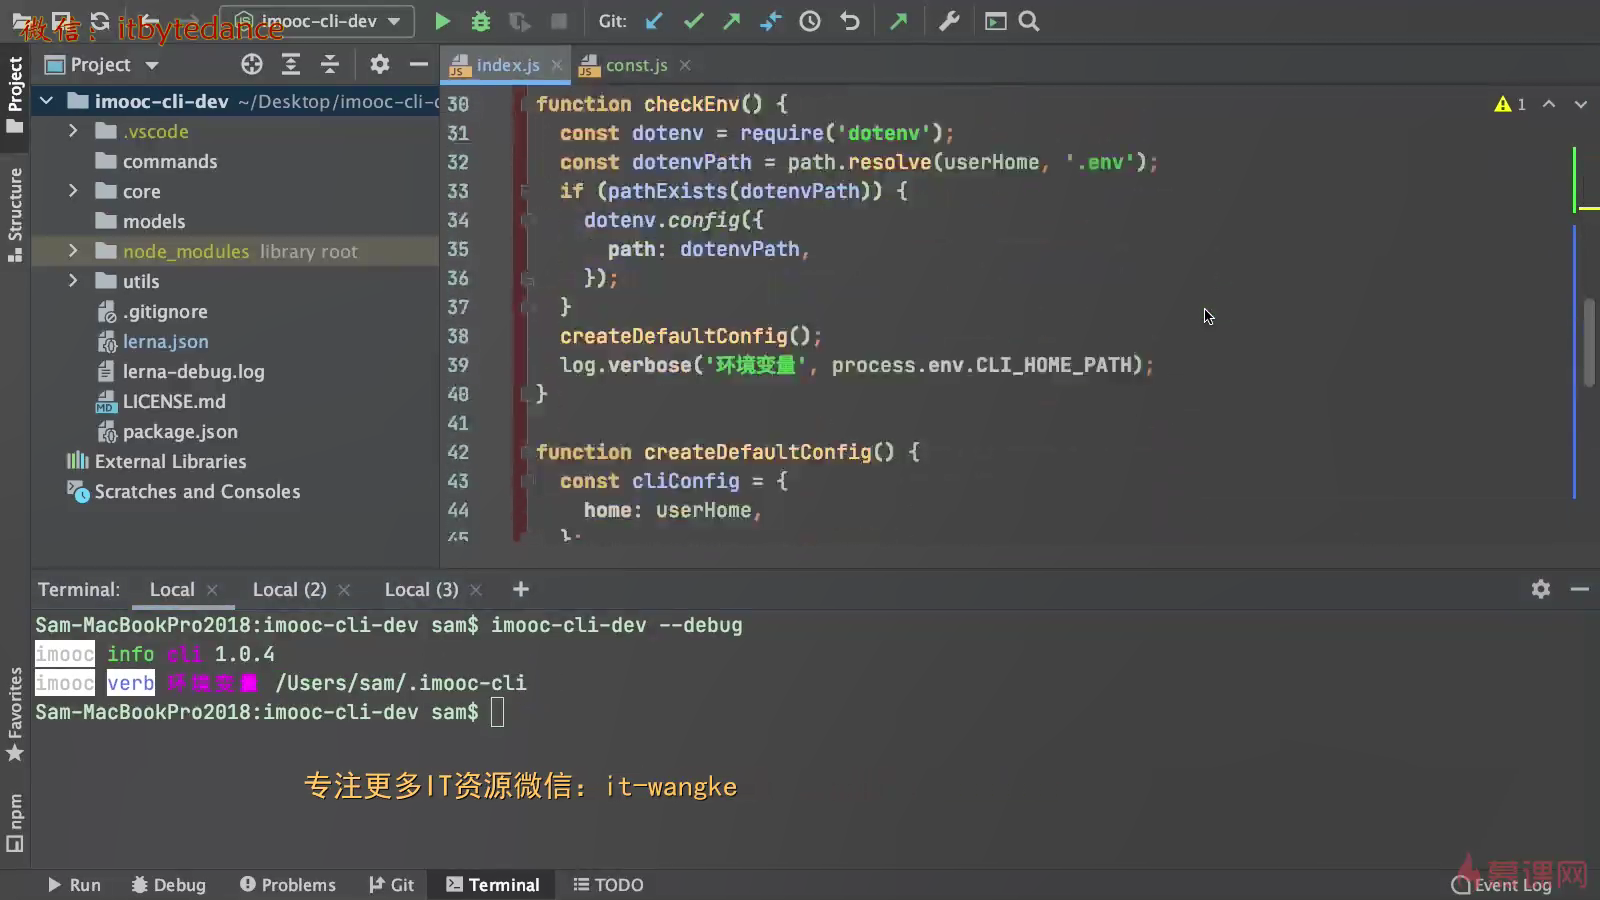 微信：itbytedance
imooc-cli-dev
Git:
Project
index.js
const.js
Project
imooc-cli-dev ~/Desktop/imooc-cli-c
.vscode
commands
core
models
node_modules library root
utils
.gitignore
lerna.json
lerna-debug.log
LICENSE.md
package.json
External Libraries
Scratches and Consoles
Structure
Favorites
npm
1
30 function checkEnv() {
31 const dotenv = require('dotenv');
32 const dotenvPath = path.resolve(userHome, '.env');
33 if (pathExists(dotenvPath)) {
34 dotenv.config({
35 path: dotenvPath,
36 });
37 }
38 createDefaultConfig();
39 log.verbose('环境变量', process.env.CLI_HOME_PATH);
40 }
41
42 function createDefaultConfig() {
43 const cliConfig = {
44 home: userHome,
45 };
Terminal: Local Local (2) Local (3)
Sam-MacBookPro2018:imooc-cli-dev sam$ imooc-cli-dev --debug
imooc info cli 1.0.4
imooc verb 环境变量 /Users/sam/.imooc-cli
Sam-MacBookPro2018:imooc-cli-dev sam$
专注更多IT资源微信：it-wangke
Run Debug Problems Git Terminal TODO
Event Log
慕课网